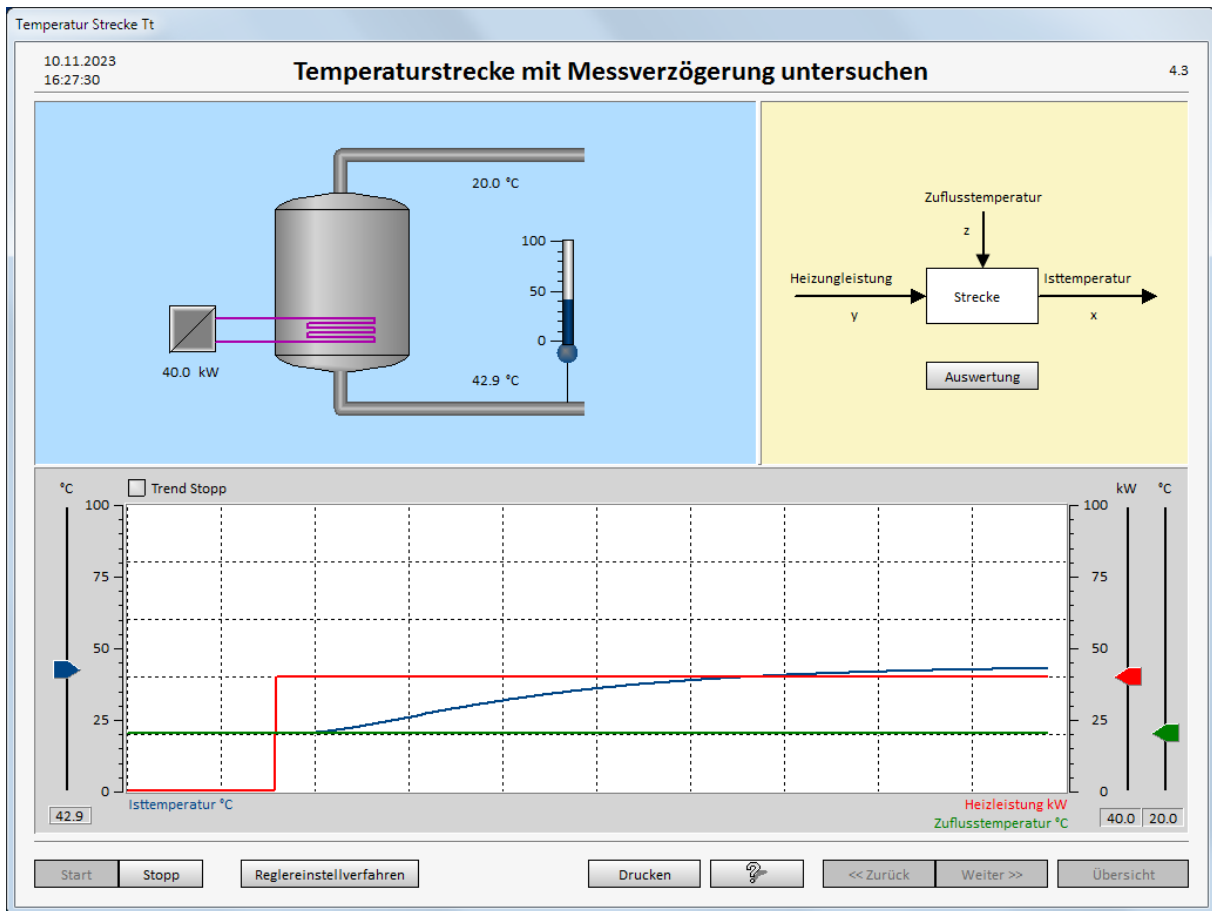 Temperatur Strecke Tt
10.11.2023
16:27:30
Temperaturstrecke mit Messverzögerung untersuchen
4.3
20.0 °C
100
50
0
40.0 kW
42.9 °C
Zuflusstemperatur
z
Heizungleistung
Strecke
Isttemperatur
y
x
Auswertung
°C
Trend Stopp
kW °C
100
75
50
25
0
100
75
50
25
0
42.9
Isttemperatur °C
Heizleistung kW
Zuflusstemperatur °C
40.0 20.0
Start
Stopp
Reglereinstellverfahren
Drucken
?
<< Zurück
Weiter >>
Übersicht